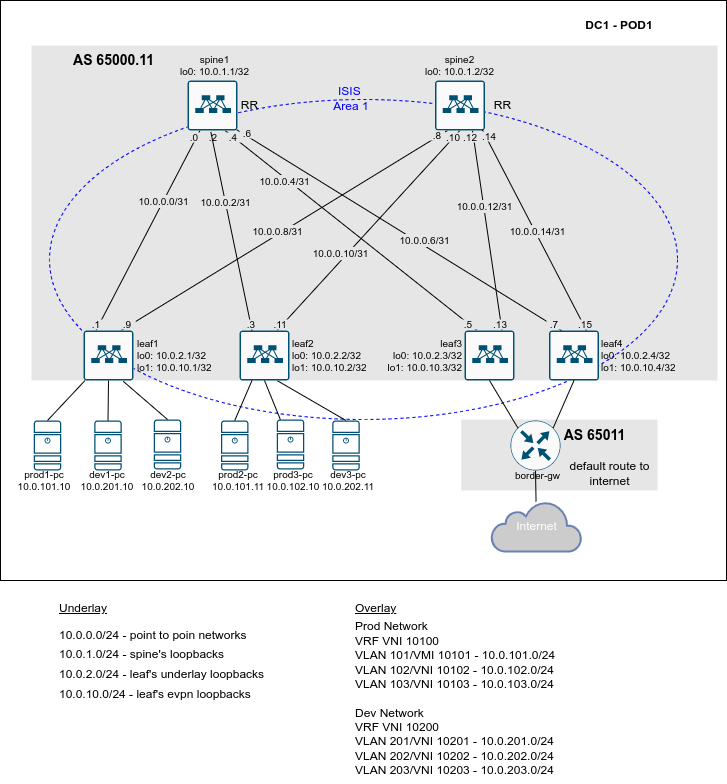 DC1 - POD1
AS 65000.11
spine1
lo0: 10.0.1.1/32
spine2
lo0: 10.0.1.2/32
RR
ISIS
Area 1
RR
.0
.2
.4
.6
.8
.10
.12
.14
10.0.0.0/31
10.0.0.2/31
10.0.0.4/31
10.0.0.8/31
10.0.0.10/31
10.0.0.6/31
10.0.0.12/31
10.0.0.14/31
.1
.9
.3
.11
.5
.13
.7
.15
leaf1
lo0: 10.0.2.1/32
lo1: 10.0.10.1/32
leaf2
lo0: 10.0.2.2/32
lo1: 10.0.10.2/32
leaf3
lo0: 10.0.2.3/32
lo1: 10.0.10.3/32
leaf4
lo0: 10.0.2.4/32
lo1: 10.0.10.4/32
prod1-pc
10.0.101.10
dev1-pc
10.0.201.10
dev2-pc
10.0.202.10
prod2-pc
10.0.101.11
prod3-pc
10.0.102.10
dev3-pc
10.0.202.11
AS 65011
default route to
internet
border-gw
Internet
Underlay
10.0.0.0/24 - point to poin networks
10.0.1.0/24 - spine's loopbacks
10.0.2.0/24 - leaf's underlay loopbacks
10.0.10.0/24 - leaf's evpn loopbacks
Overlay
Prod Network
VRF VNI 10100
VLAN 101/VMI 10101 - 10.0.101.0/24
VLAN 102/VNI 10102 - 10.0.102.0/24
VLAN 103/VNI 10103 - 10.0.103.0/24
Dev Network
VRF VNI 10200
VLAN 201/VNI 10201 - 10.0.201.0/24
VLAN 202/VNI 10202 - 10.0.202.0/24
VLAN 203/VNI 10203 - 10.0.203.0/24